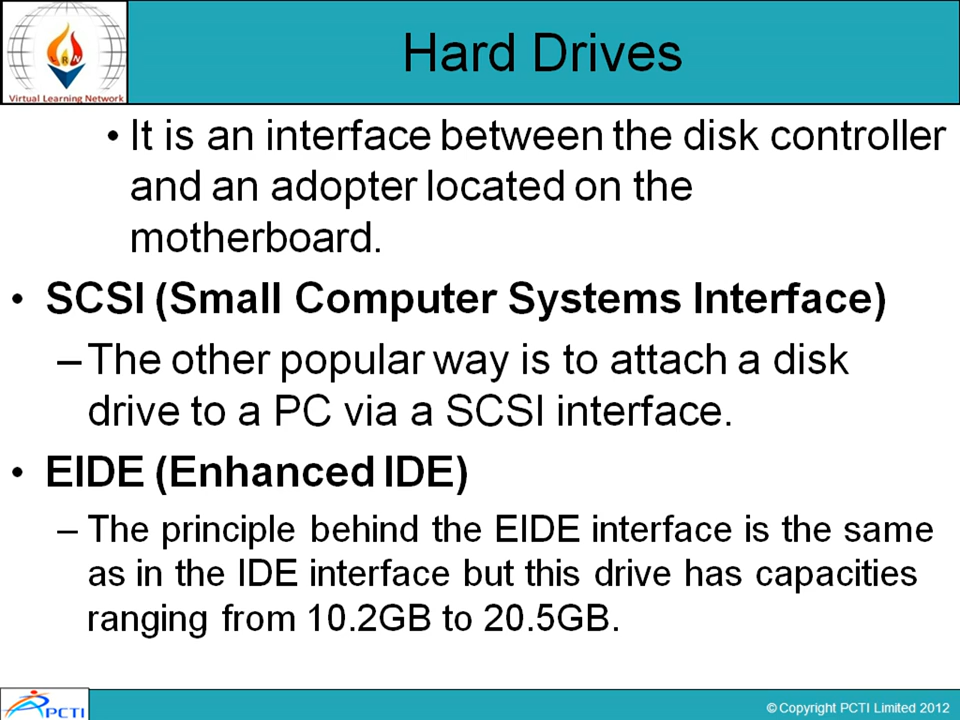 Hard Drives
RN
Virtual Learning Network
• It is an interface between the disk controller
and an adopter located on the
motherboard.
• SCSI (Small Computer Systems Interface)
– The other popular way is to attach a disk
drive to a PC via a SCSI interface.
• EIDE (Enhanced IDE)
– The principle behind the EIDE interface is the same
as in the IDE interface but this drive has capacities
ranging from 10.2GB to 20.5GB.
PCTI
© Copyright PCTI Limited 2012